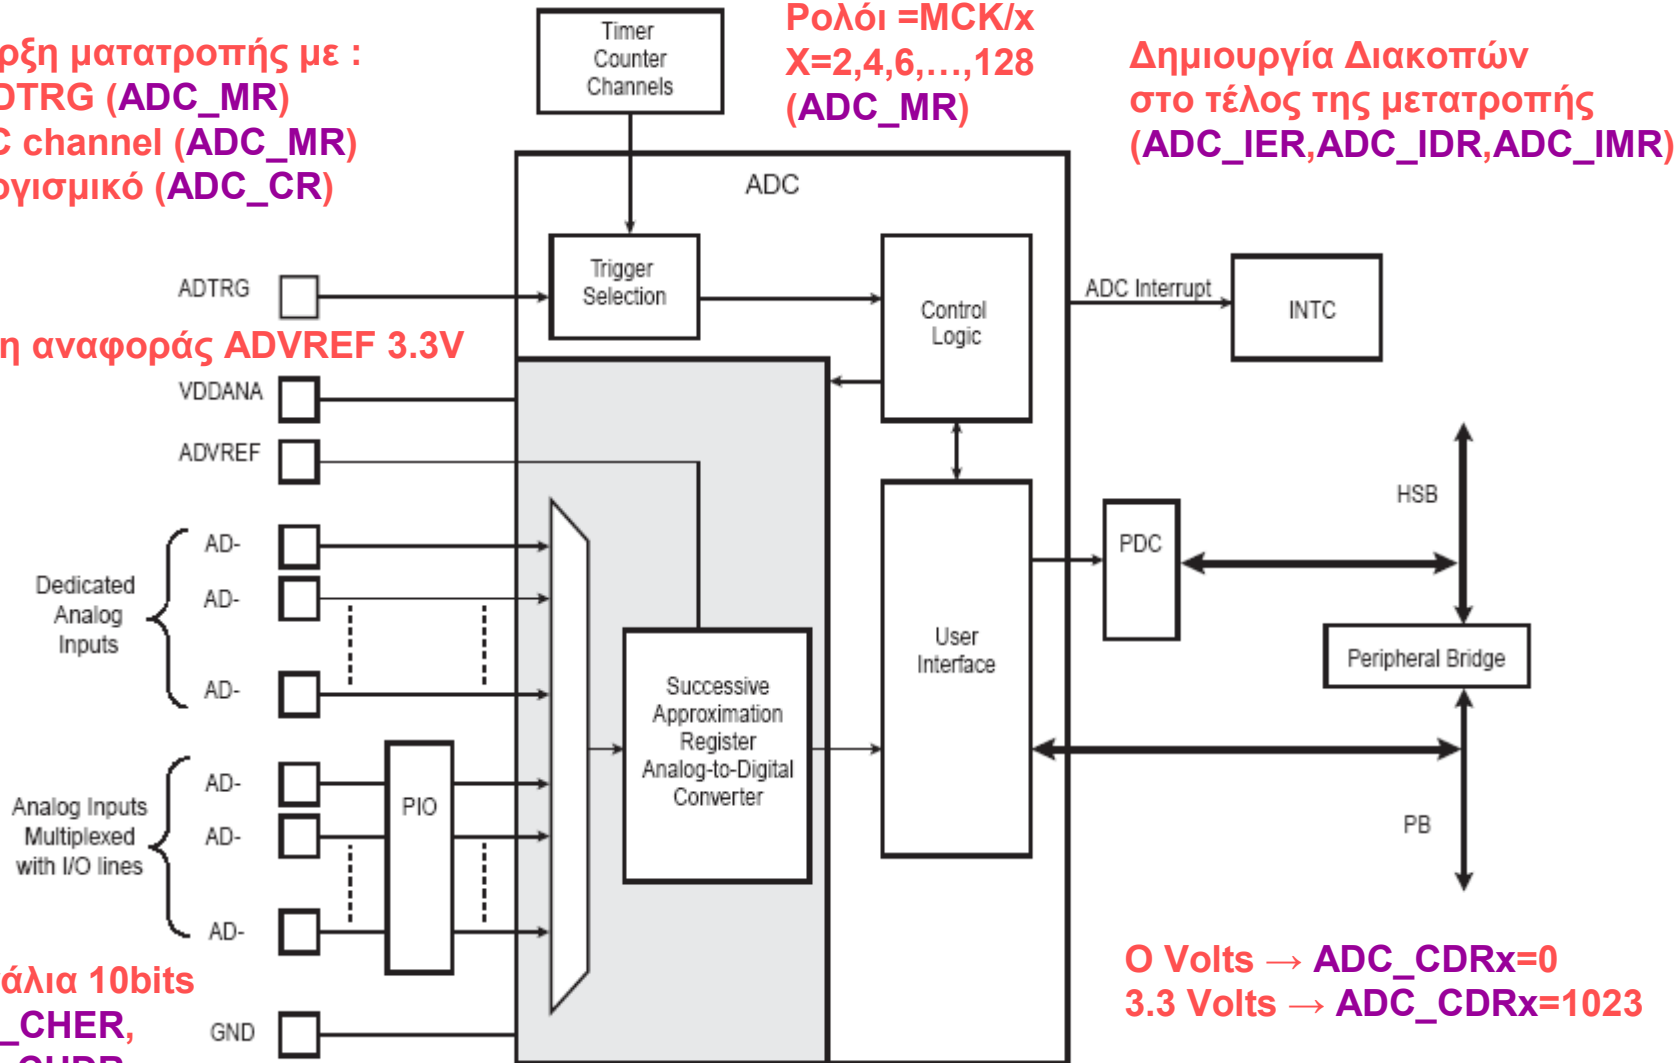 Timer
Counter
Channels
Ρολόι =MCK/x
X=2,4,6,...,128
(ADC_MR)
ρξη ματατροπής με :
DTRG (ADC_MR)
C channel (ADC_MR)
ογισμικό (ADC_CR)
Δημιουργία Διακοπών
στο τέλος της μετατροπής
(ADC_IER,ADC_IDR,ADC_IMR)
ADC
ADTRG
Trigger
Selection
Control
Logic
ADC Interrupt
INTC
η αναφοράς ADVREF 3.3V
VDDANA
ADVREF
Dedicated
Analog
Inputs
AD-
AD-
AD-
Analog Inputs
Multiplexed
with I/O lines
AD-
AD-
AD-
PIO
Successive
Approximation
Register
Analog-to-Digital
Converter
User
Interface
PDC
HSB
Peripheral Bridge
PB
άλια 10bits
_CHER,
_CHDR
GND
O Volts → ADC_CDRx=0
3.3 Volts → ADC_CDRx=1023